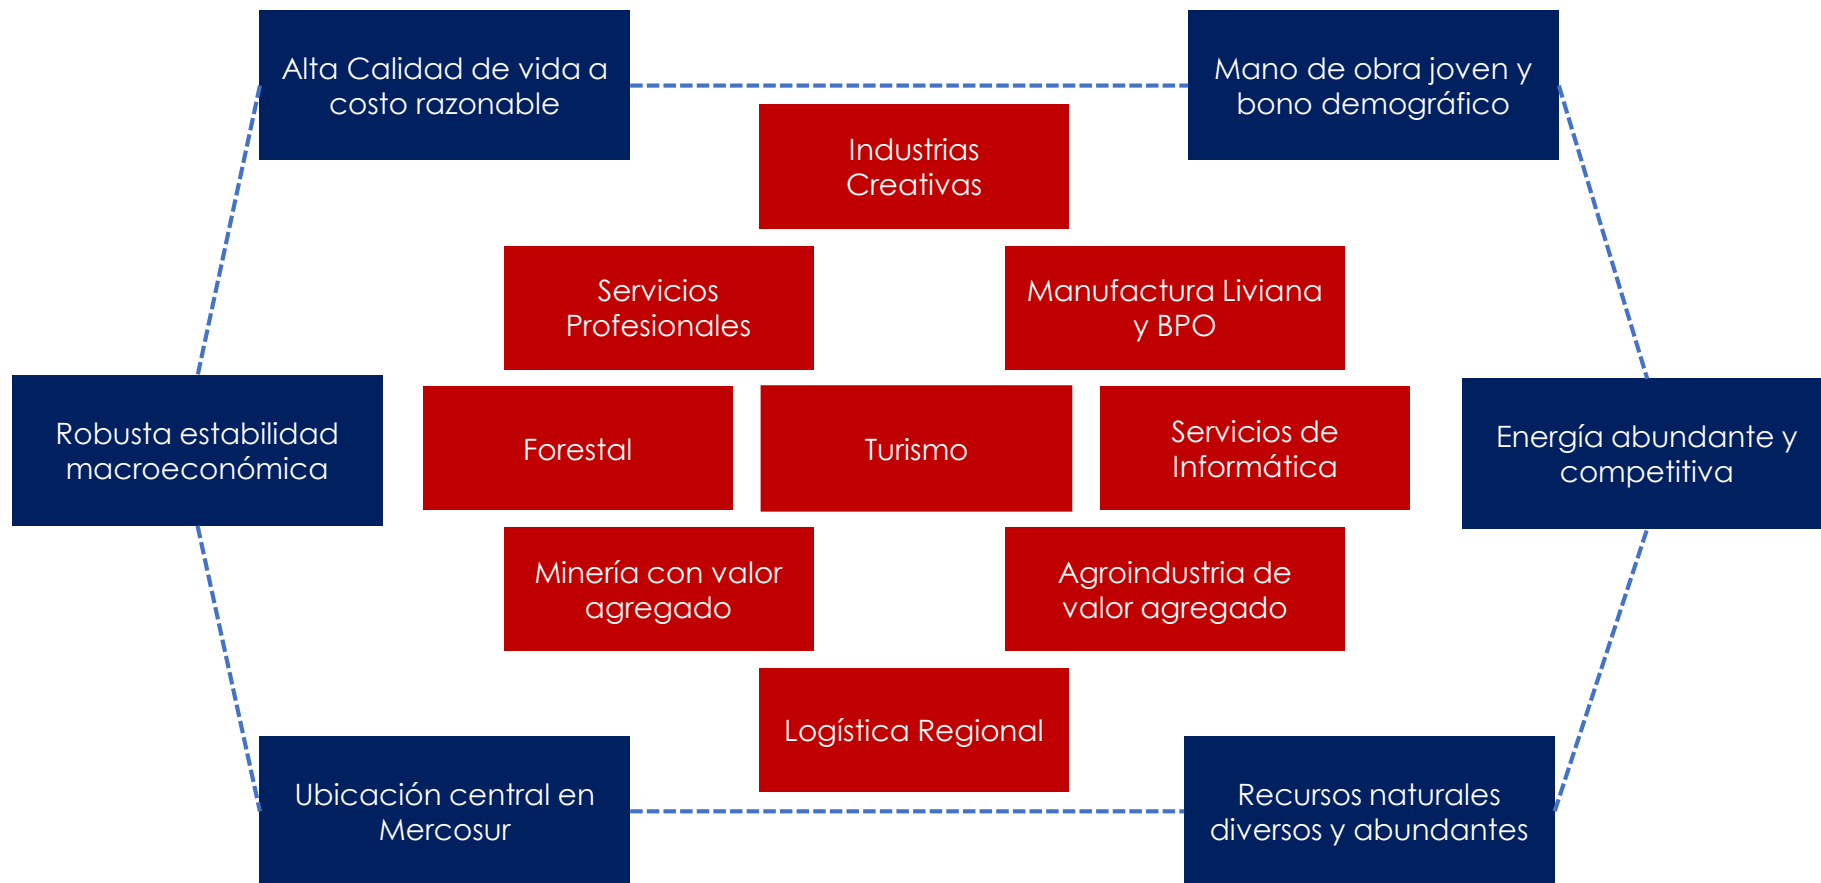 Alta Calidad de vida a
costo razonable
Mano de obra joven y
bono demográfico
Industrias
Creativas
Servicios
Profesionales
Manufactura Liviana
y BPO
Robusta estabilidad
macroeconómica
Forestal
Turismo
Servicios de
Informática
Energía abundante y
competitiva
Minería con valor
agregado
Agroindustria de
valor agregado
Logística Regional
Ubicación central en
Mercosur
Recursos naturales
diversos y abundantes